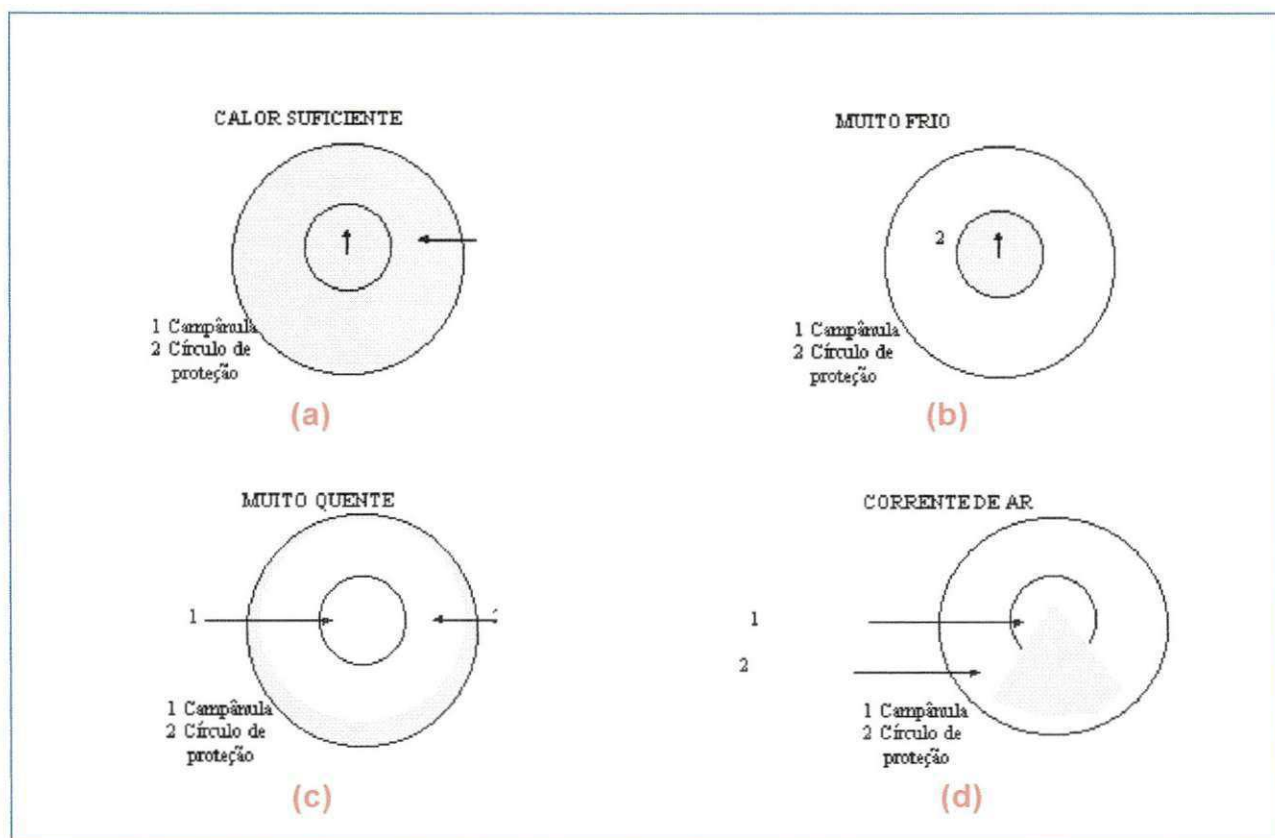 CALOR SUFICIENTE
1 Campânula
2 Círculo de
proteção
(a)
MUITO FRIO
2
1 Campânula
2 Círculo de
proteção
(b)
MUITO QUENTE
1
1 Campânula
2 Círculo de
proteção
(c)
CORRENTE DE AR
1
2
1 Campânula
2 Círculo de
proteção
(d)